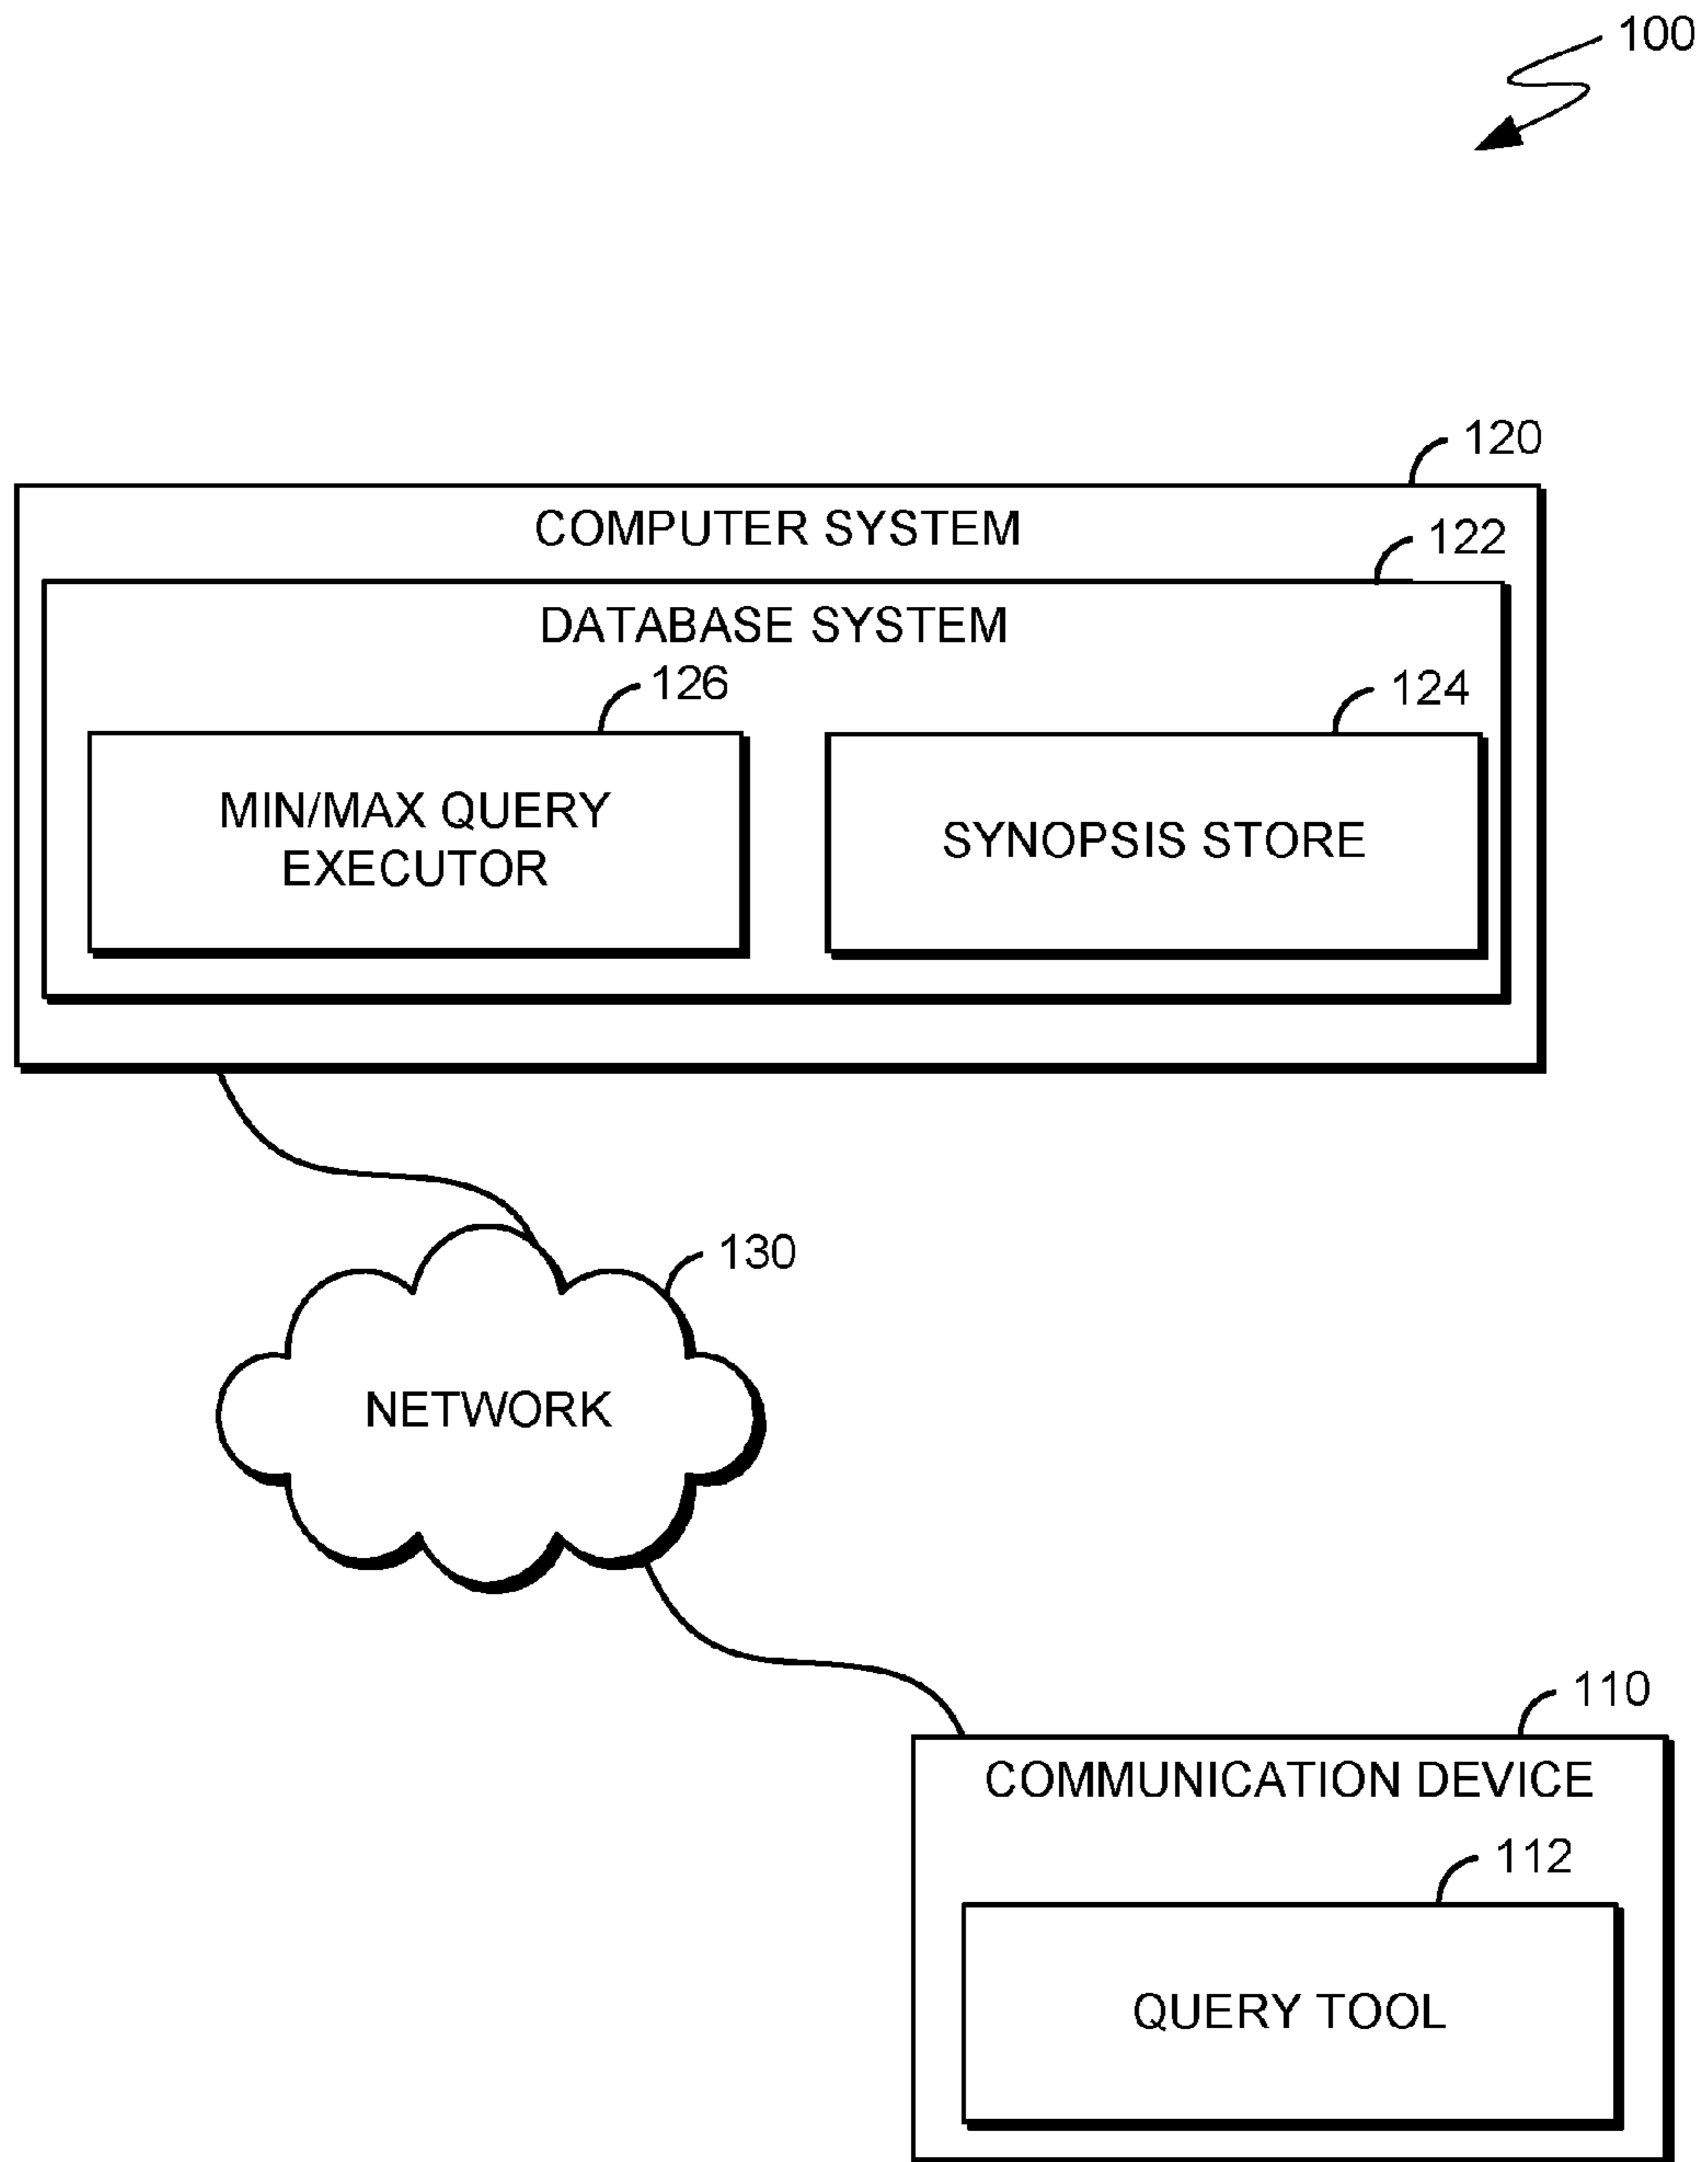 100
120
COMPUTER SYSTEM
122
DATABASE SYSTEM
126
124
MIN/MAX QUERY
EXECUTOR
SYNOPSIS STORE
130
NETWORK
110
COMMUNICATION DEVICE
112
QUERY TOOL